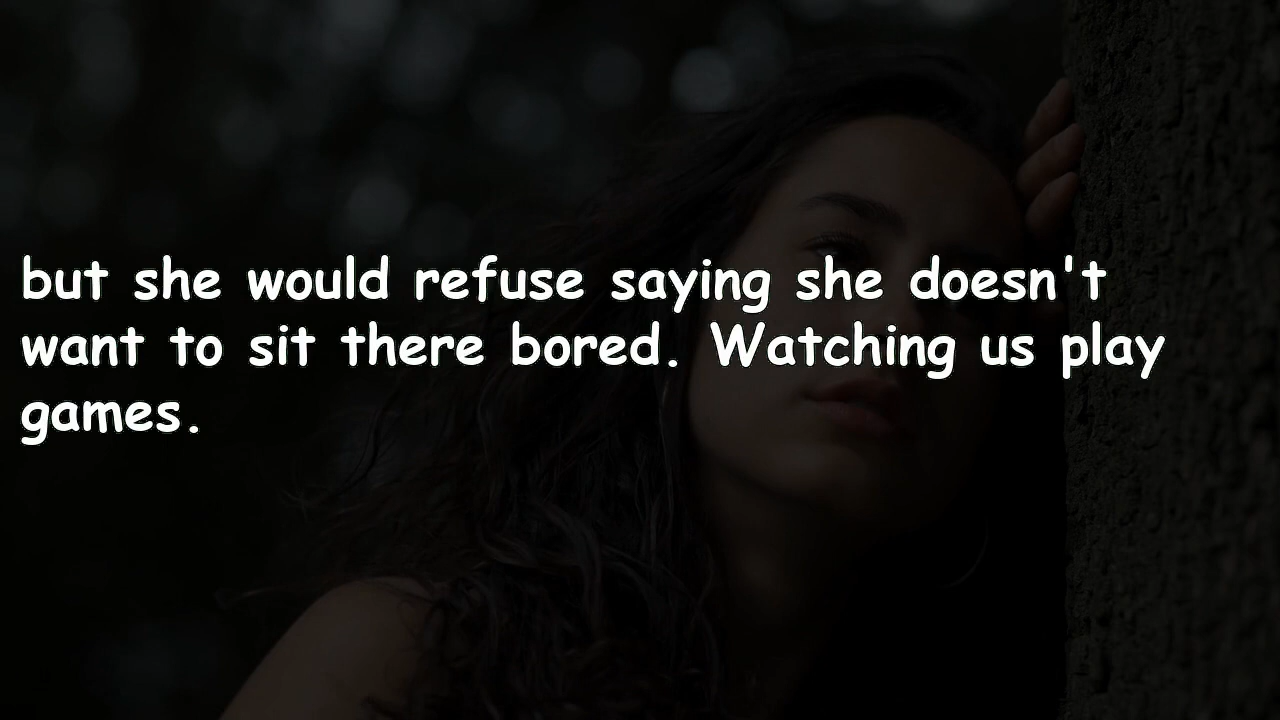 but she would refuse saying she doesn't
want to sit there bored. Watching us play
games.